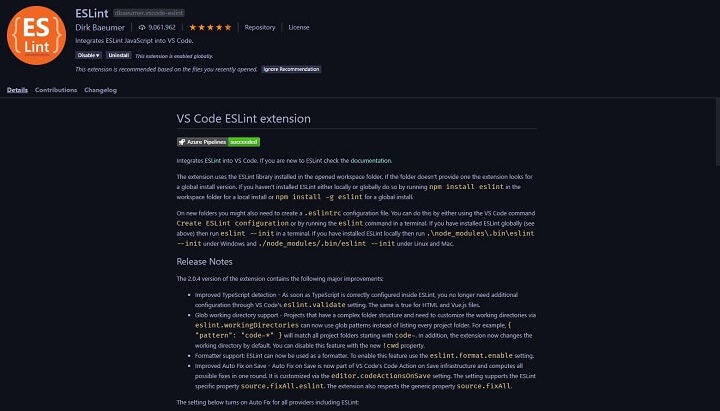 ES
Lint
ESLint dbaeumer.vscode-eslint
Dirk Baeumer 9,061,962 ★★★★★ Repository License
Integrates ESLint JavaScript into VS Code.
Disable▾ Uninstall This extension is enabled globally.
This extension is recommended based on the files you recently opened. Ignore Recommendation
Details Contributions Changelog
VS Code ESLint extension
Azure Pipelines succeeded
Integrates ESLint into VS Code. If you are new to ESLint check the documentation.
The extension uses the ESLint library installed in the opened workspace folder. If the folder doesn't provide one the extension looks for
a global install version. If you haven't installed ESLint either locally or globally do so by running npm install eslint in the
workspace folder for a local install or npm install -g eslint for a global install.
On new folders you might also need to create a .eslintrc configuration file. You can do this by either using the VS Code command
Create ESLint configuration or by running the eslint command in a terminal. If you have installed ESLint globally (see
above) then run eslint --init in a terminal. If you have installed ESLint locally then run .\node_modules\.bin\eslint
--init under Windows and ./node_modules/.bin/eslint --init under Linux and Mac.
Release Notes
The 2.0.4 version of the extension contains the following major improvements:
• Improved TypeScript detection - As soon as TypeScript is correctly configured inside ESLint, you no longer need additional
configuration through VS Code's eslint.validate setting. The same is true for HTML and Vue.js files.
• Glob working directory support - Projects that have a complex folder structure and need to customize the working directories via
eslint.workingDirectories can now use glob patterns instead of listing every project folder. For example, {
"pattern": "code-*" } will match all project folders starting with code-. In addition, the extension now changes the
working directory by default. You can disable this feature with the new !cwd property.
• Formatter support: ESLint can now be used as a formatter. To enable this feature use the eslint.format.enable setting.
• Improved Auto Fix on Save - Auto Fix on Save is now part of VS Code's Code Action on Save infrastructure and computes all
possible fixes in one round. It is customized via the editor.codeActionsOnSave setting. The setting supports the ESLint
specific property source.fixAll.eslint. The extension also respects the generic property source.fixAll.
The setting below turns on Auto Fix for all providers including ESLint: